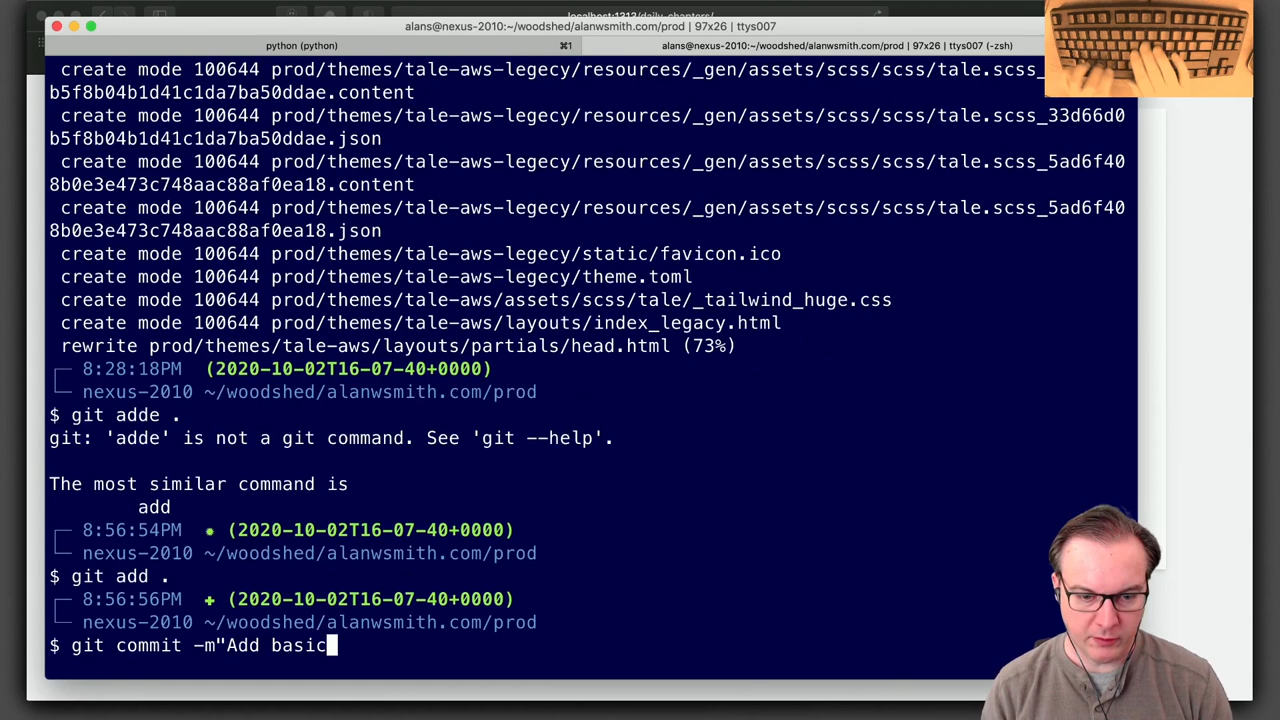 localhost:1313/daily_chapters/
alans@nexus-2010:~/woodshed/alanwsmith.com/prod | 97x26 | ttys007
python (python) ⌘1 alans@nexus-2010:~/woodshed/alanwsmith.com/prod | 97x26 | ttys007 (-zsh)
create mode 100644 prod/themes/tale-aws-legacy/resources/_gen/assets/scss/scss/tale.scss_
b5f8b04b1d41c1da7ba50ddae.content
create mode 100644 prod/themes/tale-aws-legacy/resources/_gen/assets/scss/scss/tale.scss_33d66d0
b5f8b04b1d41c1da7ba50ddae.json
create mode 100644 prod/themes/tale-aws-legacy/resources/_gen/assets/scss/scss/tale.scss_5ad6f40
8b0e3e473c748aac88af0ea18.content
create mode 100644 prod/themes/tale-aws-legacy/resources/_gen/assets/scss/scss/tale.scss_5ad6f40
8b0e3e473c748aac88af0ea18.json
create mode 100644 prod/themes/tale-aws-legacy/static/favicon.ico
create mode 100644 prod/themes/tale-aws-legacy/theme.toml
create mode 100644 prod/themes/tale-aws/assets/scss/tale/_tailwind_huge.css
create mode 100644 prod/themes/tale-aws/layouts/index_legacy.html
rewrite prod/themes/tale-aws/layouts/partials/head.html (73%)
8:28:18PM (2020-10-02T16-07-40+0000)
nexus-2010 ~/woodshed/alanwsmith.com/prod
$ git adde .
git: 'adde' is not a git command. See 'git --help'.
The most similar command is
add
8:56:54PM ✹ (2020-10-02T16-07-40+0000)
nexus-2010 ~/woodshed/alanwsmith.com/prod
$ git add .
8:56:56PM ✚ (2020-10-02T16-07-40+0000)
nexus-2010 ~/woodshed/alanwsmith.com/prod
$ git commit -m"Add basic